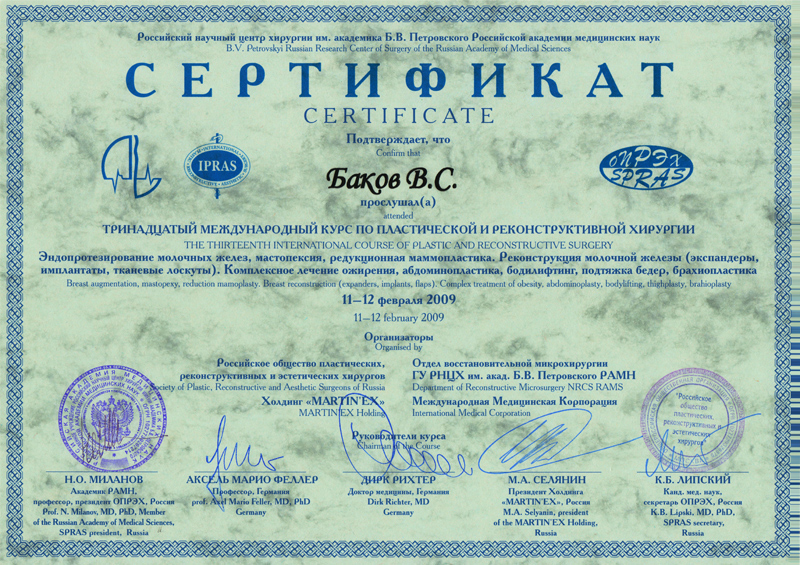 Российский научный центр хирургии им. академика Б.В. Петровского Российской академии медицинских наук
B.V. Petrovskyi Russian Research Center of Surgery of the Russian Academy of Medical Sciences
СЕРТИФИКАТ
CERTIFICATE
Подтверждает, что
Confirm that
IPRAS
ОПРЭХ
SPRAS
Баков В.С.
прослушал(а)
attended
ТРИНАДЦАТЫЙ МЕЖДУНАРОДНЫЙ КУРС ПО ПЛАСТИЧЕСКОЙ И РЕКОНСТРУКТИВНОЙ ХИРУРГИИ
THE THIRTEENTH INTERNATIONAL COURSE OF PLASTIC AND RECONSTRUCTIVE SURGERY
Эндопротезирование молочных желез, мастопексия, редукционная маммопластика. Реконструкция молочной железы (экспандеры,
имплантаты, тканевые лоскуты). Комплексное лечение ожирения, абдоминопластика, бодилифтинг, подтяжка бедер, брахиопластика
Breast augmentation, mastopexy, reduction mamoplasty. Breast reconstruction (expanders, implants, flaps). Complex treatment of obesity, abdominoplasty, bodylifting, thighplasty, brahioplasty
11—12 февраля 2009
11—12 february 2009
Организаторы
Organised by
Российское общество пластических,
реконструктивных и эстетических хирургов
Society of Plastic, Reconstructive and Aesthetic Surgeons of Russia
Холдинг «MARTIN'EX»
MARTIN'EX Holding
Отдел восстановительной микрохирургии
ГУ РНЦХ им. акад. Б.В. Петровского РАМН
Department of Reconstructive Microsurgery NRCS RAMS
Международная Медицинская Корпорация
International Medical Corporation
Российское
общество
пластических,
реконструктивных и
эстетических
хирургов
Руководители курса
Chairman of the Course
Н.О. МИЛАНОВ
Академик РАМН,
профессор, президент ОПРЭХ, Россия
Prof. N. Milanov, MD, PhD, Member
of the Russian Academy of Medical Sciences,
SPRAS president, Russia
АКСЕЛЬ МАРИО ФЕЛЛЕР
Профессор, Германия
prof. Axel Mario Feller, MD, PhD
Germany
ДИРК РИХТЕР
Доктор медицины, Германия
Dirk Richter, MD
Germany
М.А. СЕЛЯНИН
Президент Холдинга
«MARTIN'EX», Россия
M.A. Selyanin, president
of the MARTIN'EX Holding,
Russia
К.Б. ЛИПСКИЙ
Канд. мед. наук,
секретарь ОПРЭХ, Россия
K.B. Lipski, MD, PhD,
SPRAS secretary,
Russia